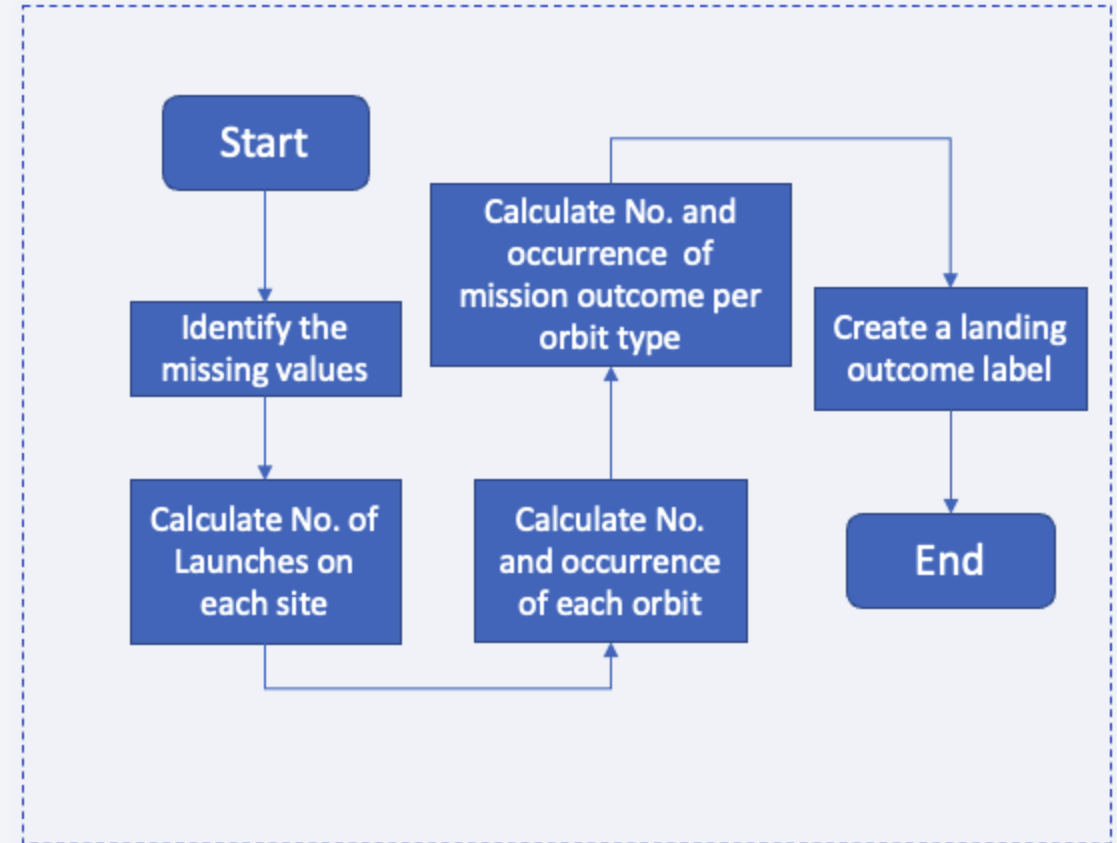 Start
Identify the
missing values
Calculate No. of
Launches on
each site
Calculate No.
and occurrence
of each orbit
Calculate No. and
occurrence  of
mission outcome per
orbit type
Create a landing
outcome label
End